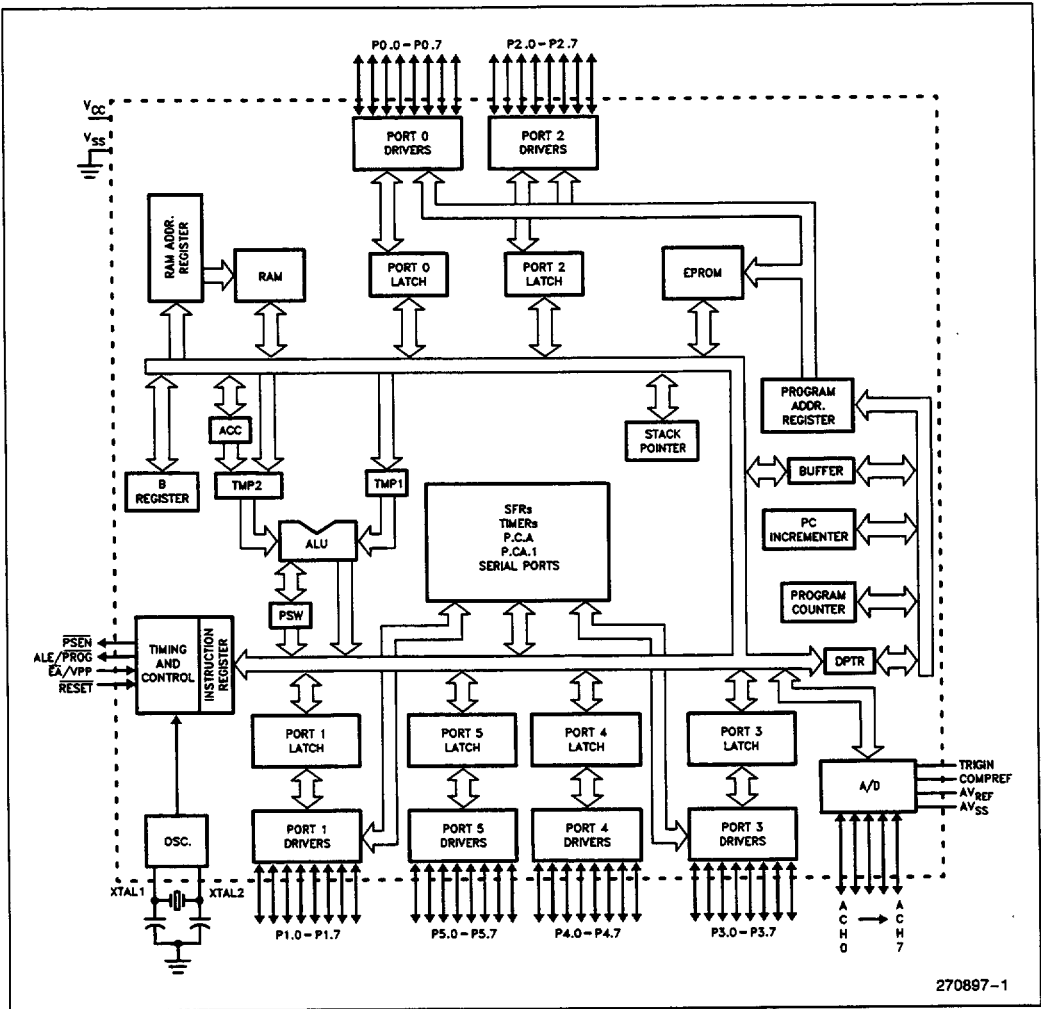 P0.0-P0.7
P2.0-P2.7
VCC
VSS
PORT 0
DRIVERS
PORT 2
DRIVERS
RAM ADDR.
REGISTER
RAM
PORT 0
LATCH
PORT 2
LATCH
EPROM
PROGRAM
ADDR.
REGISTER
ACC
STACK
POINTER
B
REGISTER
TMP2
TMP1
BUFFER
SFRs
TIMERs
P.C.A
P.CA.1
SERIAL PORTS
ALU
PC
INCREMENTER
PROGRAM
COUNTER
PSW
PSEN
ALE/PROG
EA/VPP
RESET
TIMING
AND
CONTROL
INSTRUCTION
REGISTER
DPTR
PORT 1
LATCH
PORT 5
LATCH
PORT 4
LATCH
PORT 3
LATCH
A/D
TRIGIN
COMPREF
AVREF
AVSS
OSC.
PORT 1
DRIVERS
PORT 5
DRIVERS
PORT 4
DRIVERS
PORT 3
DRIVERS
XTAL1
XTAL2
P1.0-P1.7
P5.0-P5.7
P4.0-P4.7
P3.0-P3.7
ACH0
ACH7
270897-1